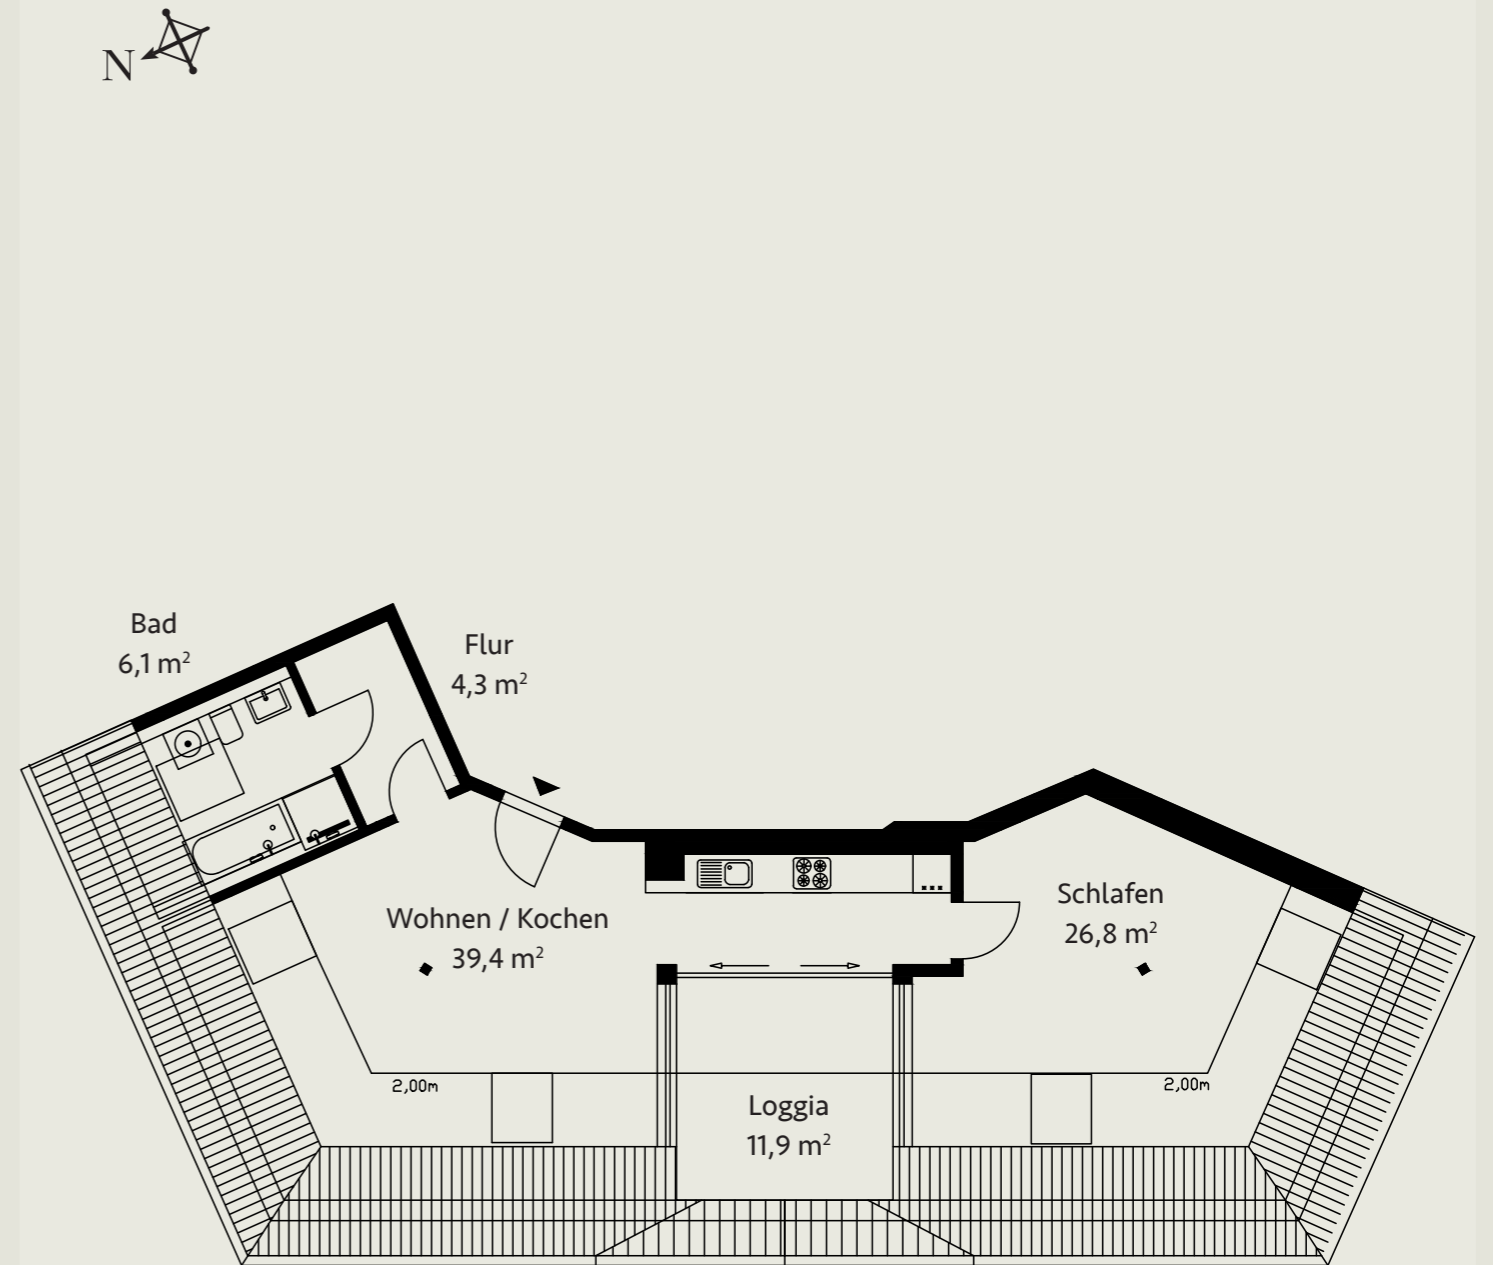 N
Bad
6,1 m²
Flur
4,3 m²
Wohnen / Kochen
39,4 m²
Schlafen
26,8 m²
2,00m
2,00m
Loggia
11,9 m²